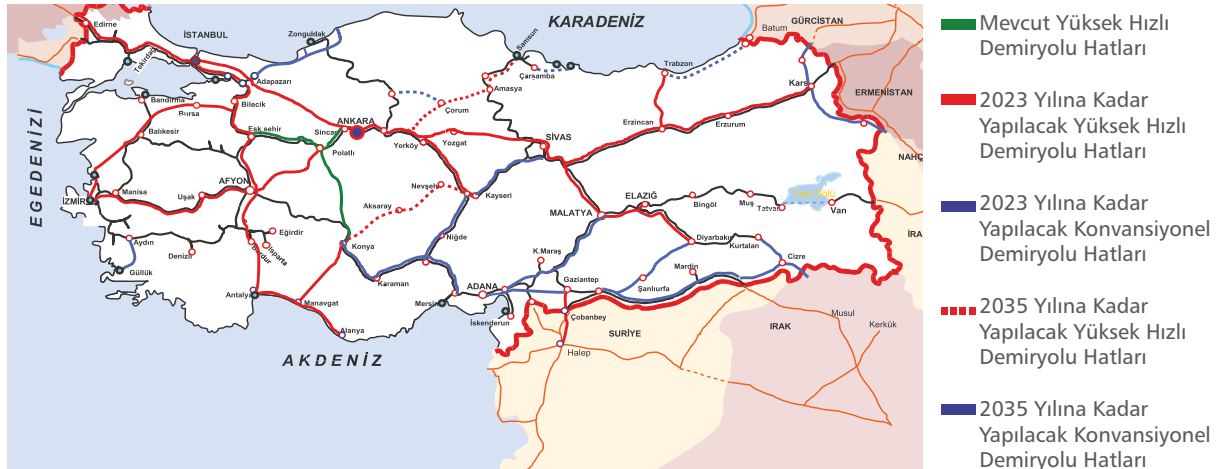 KARADENİZ
GÜRCİSTAN
Edirne
İSTANBUL
Zonguldak
Samsun
Batum
Tekirdağ
Adapazarı
Çarşamba
Trabzon
Kars
Bandırma
Bursa
Bilecik
Amasya
ERMENİSTAN
Çorum
ANKARA
Erzincan
Erzurum
Balıkesir
Esk sehir
Sincan
SİVAS
Yerköy
Yozgat
Polatlı
NAHÇ
EGEDENİZİ
AFYON
Nevşehi
Kayseri
ELAZIĞ
Bingöl
Muş
Van Gölü
Manisa
Uşak
Tatvan
Van
İZMİR
Aksaray
MALATYA
Eğirdir
Aydın
Isparta
Burdur
Konya
Niğde
Diyarbakır
Kurtalan
İRA
Denizli
K.Maraş
Cizre
Güllük
Mardin
Karaman
ADANA
Gaziantep
Şanlıurfa
Antalya
Manavgat
Mersin
İskenderun
Çobanbey
Alanya
SURİYE
IRAK
Musul
Kerkük
Halep
AKDENİZ
Mevcut Yüksek Hızlı
Demiryolu Hatları
2023 Yılına Kadar
Yapılacak Yüksek Hızlı
Demiryolu Hatları
2023 Yılına Kadar
Yapılacak Konvansiyonel
Demiryolu Hatları
2035 Yılına Kadar
Yapılacak Yüksek Hızlı
Demiryolu Hatları
2035 Yılına Kadar
Yapılacak Konvansiyonel
Demiryolu Hatları